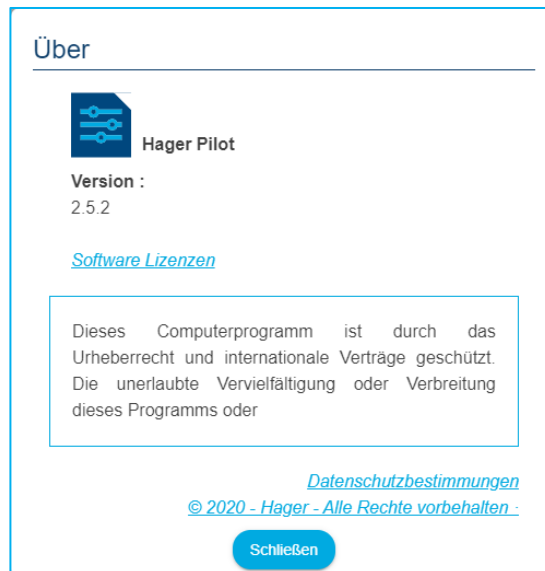 Über
Hager Pilot
Version :
2.5.2
Software Lizenzen
Dieses Computerprogramm ist durch das
Urheberrecht und internationale Verträge geschützt.
Die unerlaubte Vervielfältigung oder Verbreitung
dieses Programms oder
Datenschutzbestimmungen
© 2020 - Hager - Alle Rechte vorbehalten -
Schließen